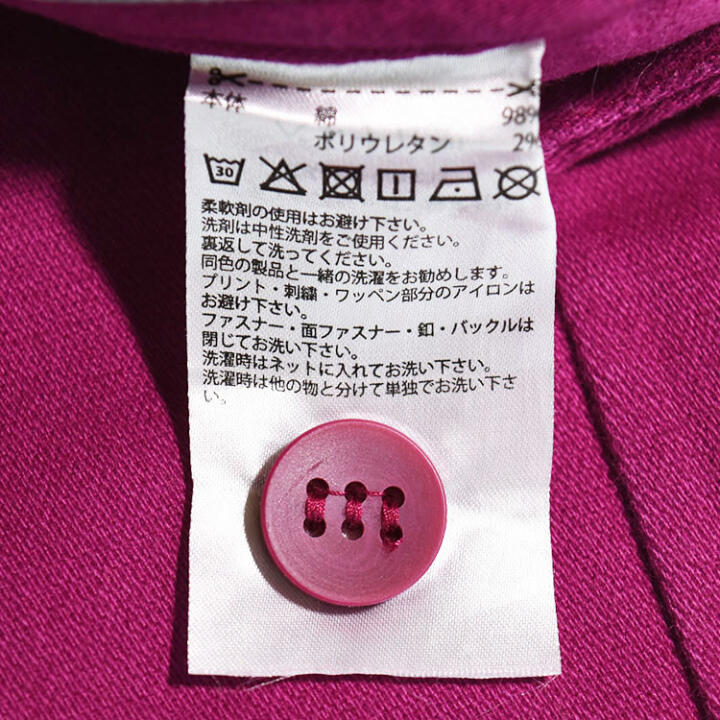 本体 綿 98%
ポリウレタン 2%
30
柔軟剤の使用はお避け下さい。
洗剤は中性洗剤をご使用ください。
裏返して洗ってください。
同色の製品と一緒の洗濯をお勧めします。
プリント・刺繍・ワッペン部分のアイロンは
お避け下さい。
ファスナー・面ファスナー・釦・バックルは
閉じてお洗い下さい。
洗濯時はネットに入れてお洗い下さい。
洗濯時は他の物と分けて単独でお洗い下さ
い。